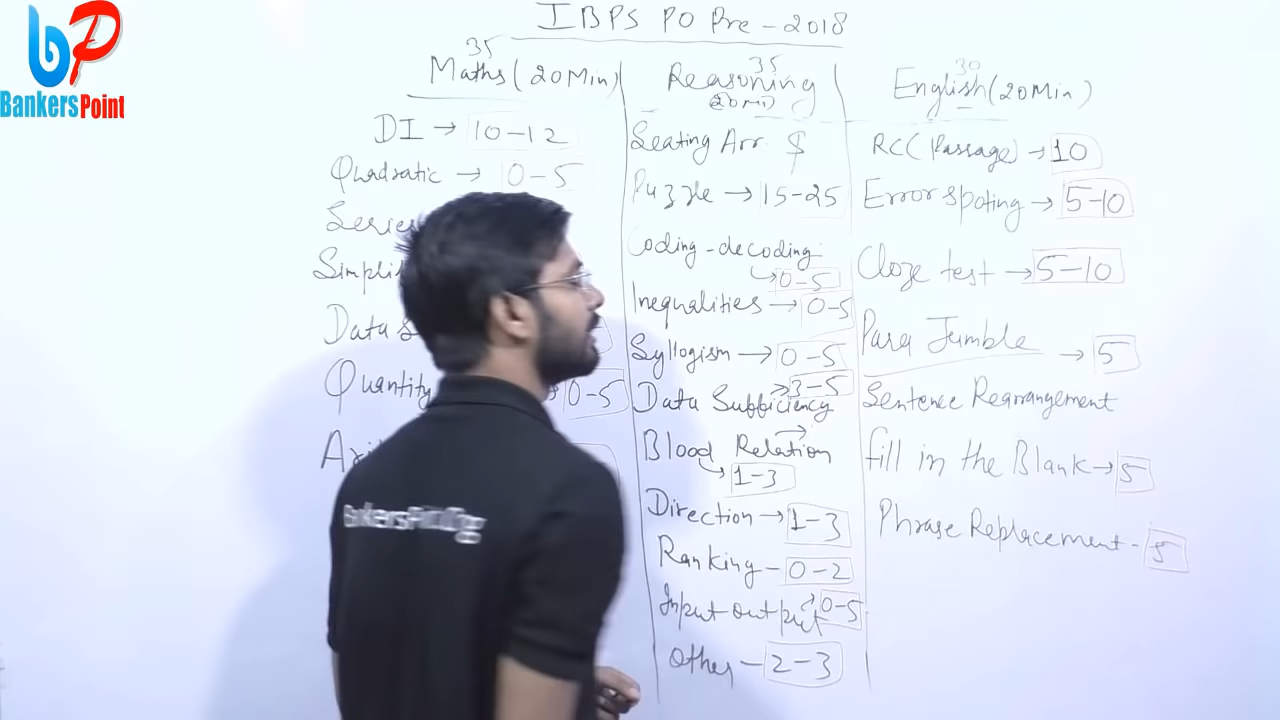 bP
BankersPoint
IBPS PO Pre - 2018
35
Maths (20 Min)
DI → 10-12
Quadratic → 0-5
Series
Simplis
Data S
Quantity → 0-5
Ari
35
Reasoning
(20 Min)
Seating Arr. &
Puzzle → 15-25
Coding-decoding
→ 0-5
Inequalities → 0-5
Syllogism → 0-5
Data Sufficiency → 3-5
Blood Relation →
→ 1-3
Direction → 1-3
Ranking - 0-2
Input output → 0-5
Other - 2-3
30
English (20 Min)
RC (Passage) → 10
Error spoting → 5-10
Cloze test → 5-10
Para Jumble
→ 5
Sentence Rearrangement
Fill in the Blank → 5
Phrase Replacement - 5